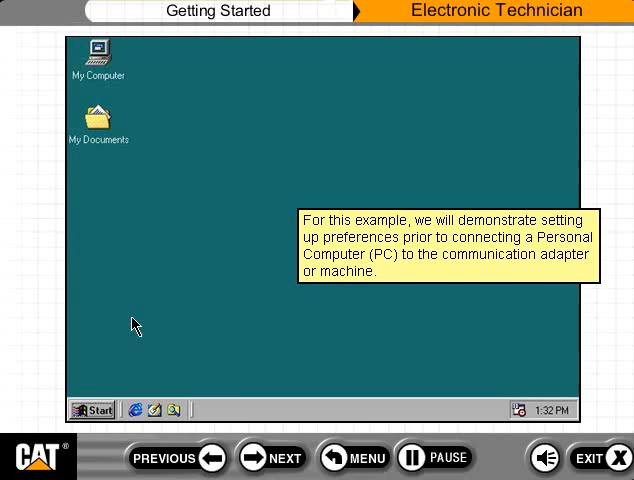 Getting Started
Electronic Technician
My Computer
My Documents
For this example, we will demonstrate setting
up preferences prior to connecting a Personal
Computer (PC) to the communication adapter
or machine.
Start
1:32 PM
CAT®
PREVIOUS
NEXT
MENU
PAUSE
EXIT X